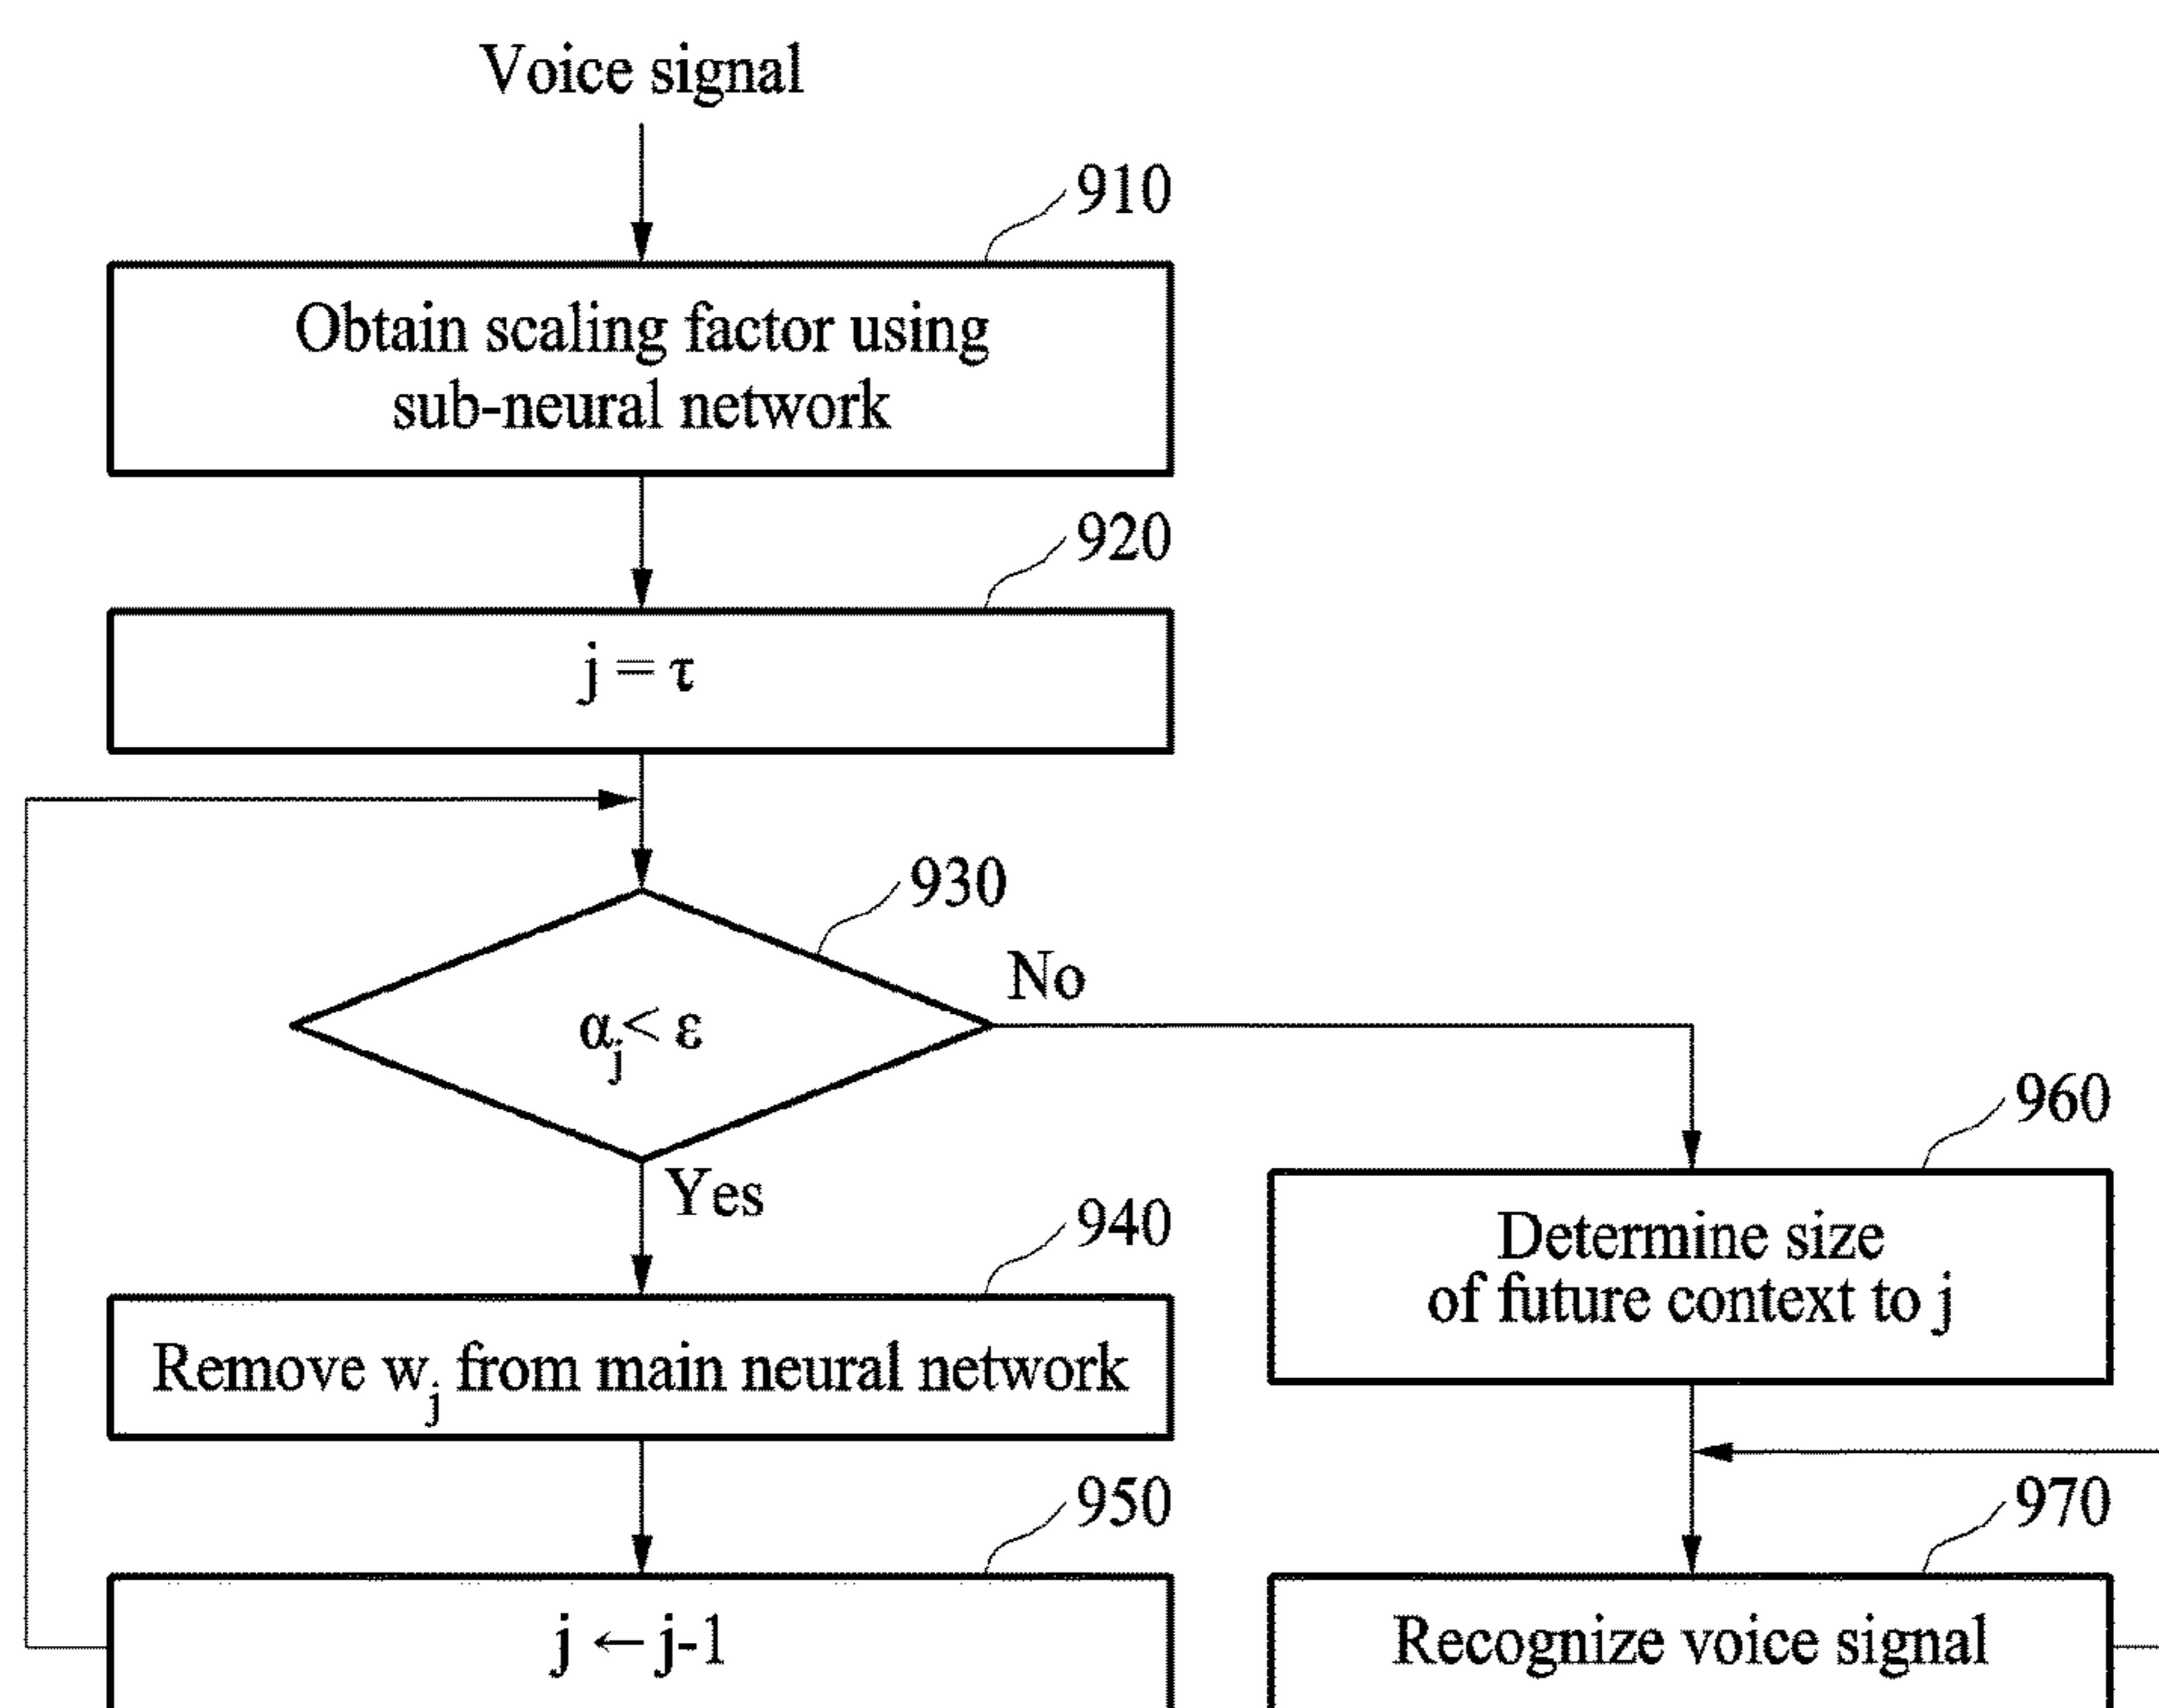 Voice signal
910
Obtain scaling factor using
sub-neural network
920
j = τ
930
αj < ε
No
Yes
940
Remove wj from main neural network
950
j ← j-1
960
Determine size
of future context to j
970
Recognize voice signal